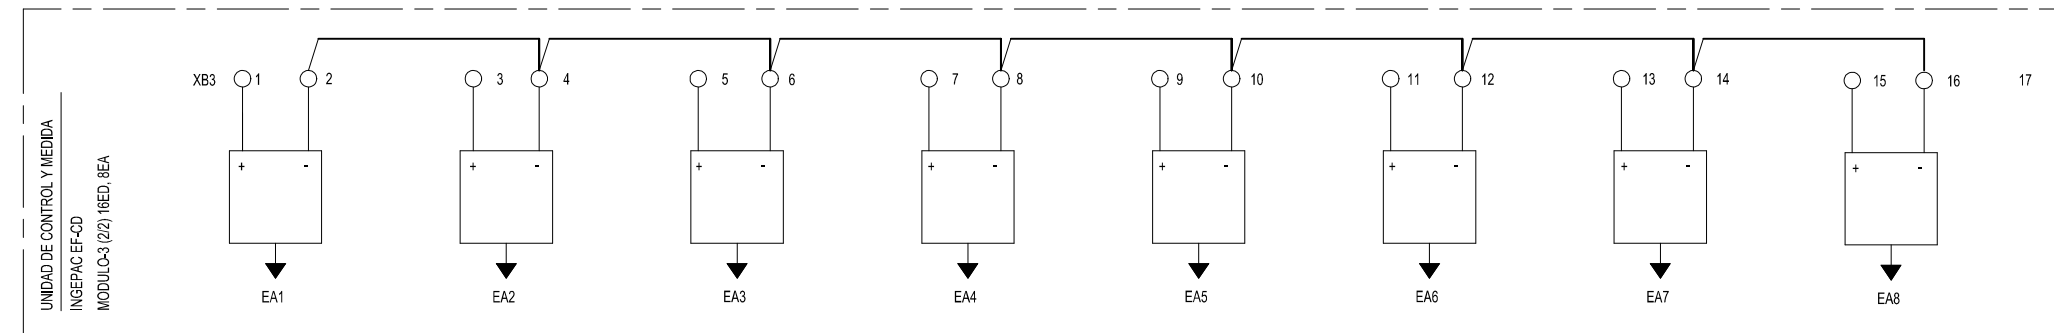 XB3 1 2 3 4 5 6 7 8 9 10 11 12 13 14 15 16 17
+ - + - + - + - + - + - + - + -
EA1 EA2 EA3 EA4 EA5 EA6 EA7 EA8
UNIDAD DE CONTROL Y MEDIDA
INGEPAC EF-CD
MODULO-3 (2/2) 16ED, 8EA